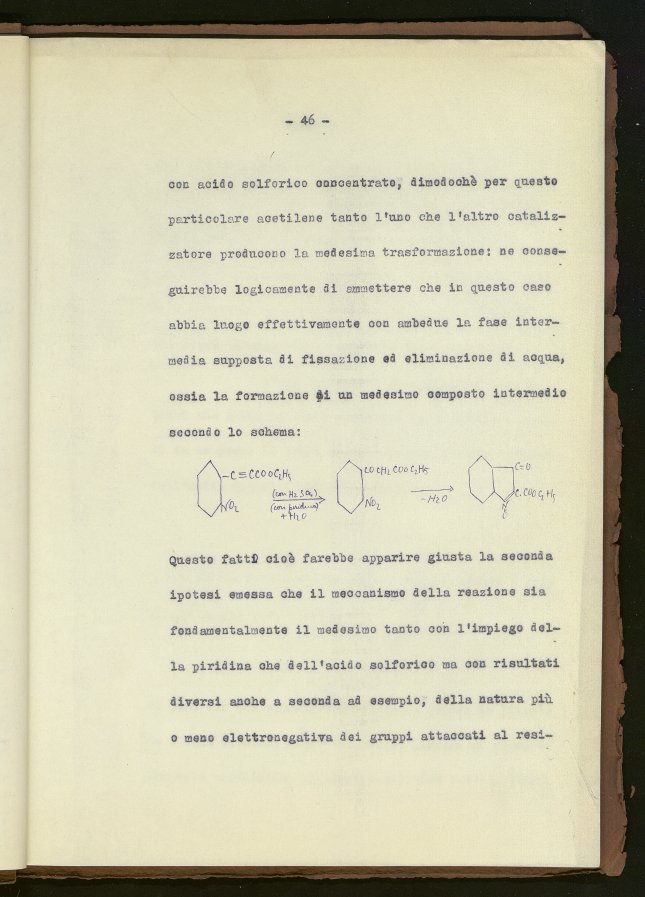 - 46 -
con acido solforico concentrato, dimodochè per questo
particolare acetilene tanto l'uno che l'altro cataliz-
zatore producono la medesima trasformazione: ne conse-
guirebbe logicamente di ammettere che in questo caso
abbia luogo effettivamente con ambedue la fase inter-
media supposta di fissazione ed eliminazione di acqua,
ossia la formazione di un medesimo composto intermedio
secondo lo schema:
-C≡CCOOC₂H₅ NO₂ (con H₂SO₄) (con piridina) + H₂O COCH₂COOC₂H₅ NO₂ -H₂O C=O C.COOC₂H₅ N O
Questo fatto cioè farebbe apparire giusta la seconda
ipotesi emessa che il meccanismo della reazione sia
fondamentalmente il medesimo tanto con l'impiego del-
la piridina che dell'acido solforico ma con risultati
diversi anche a seconda ad esempio, della natura più
o meno elettronegativa dei gruppi attaccati al resi-